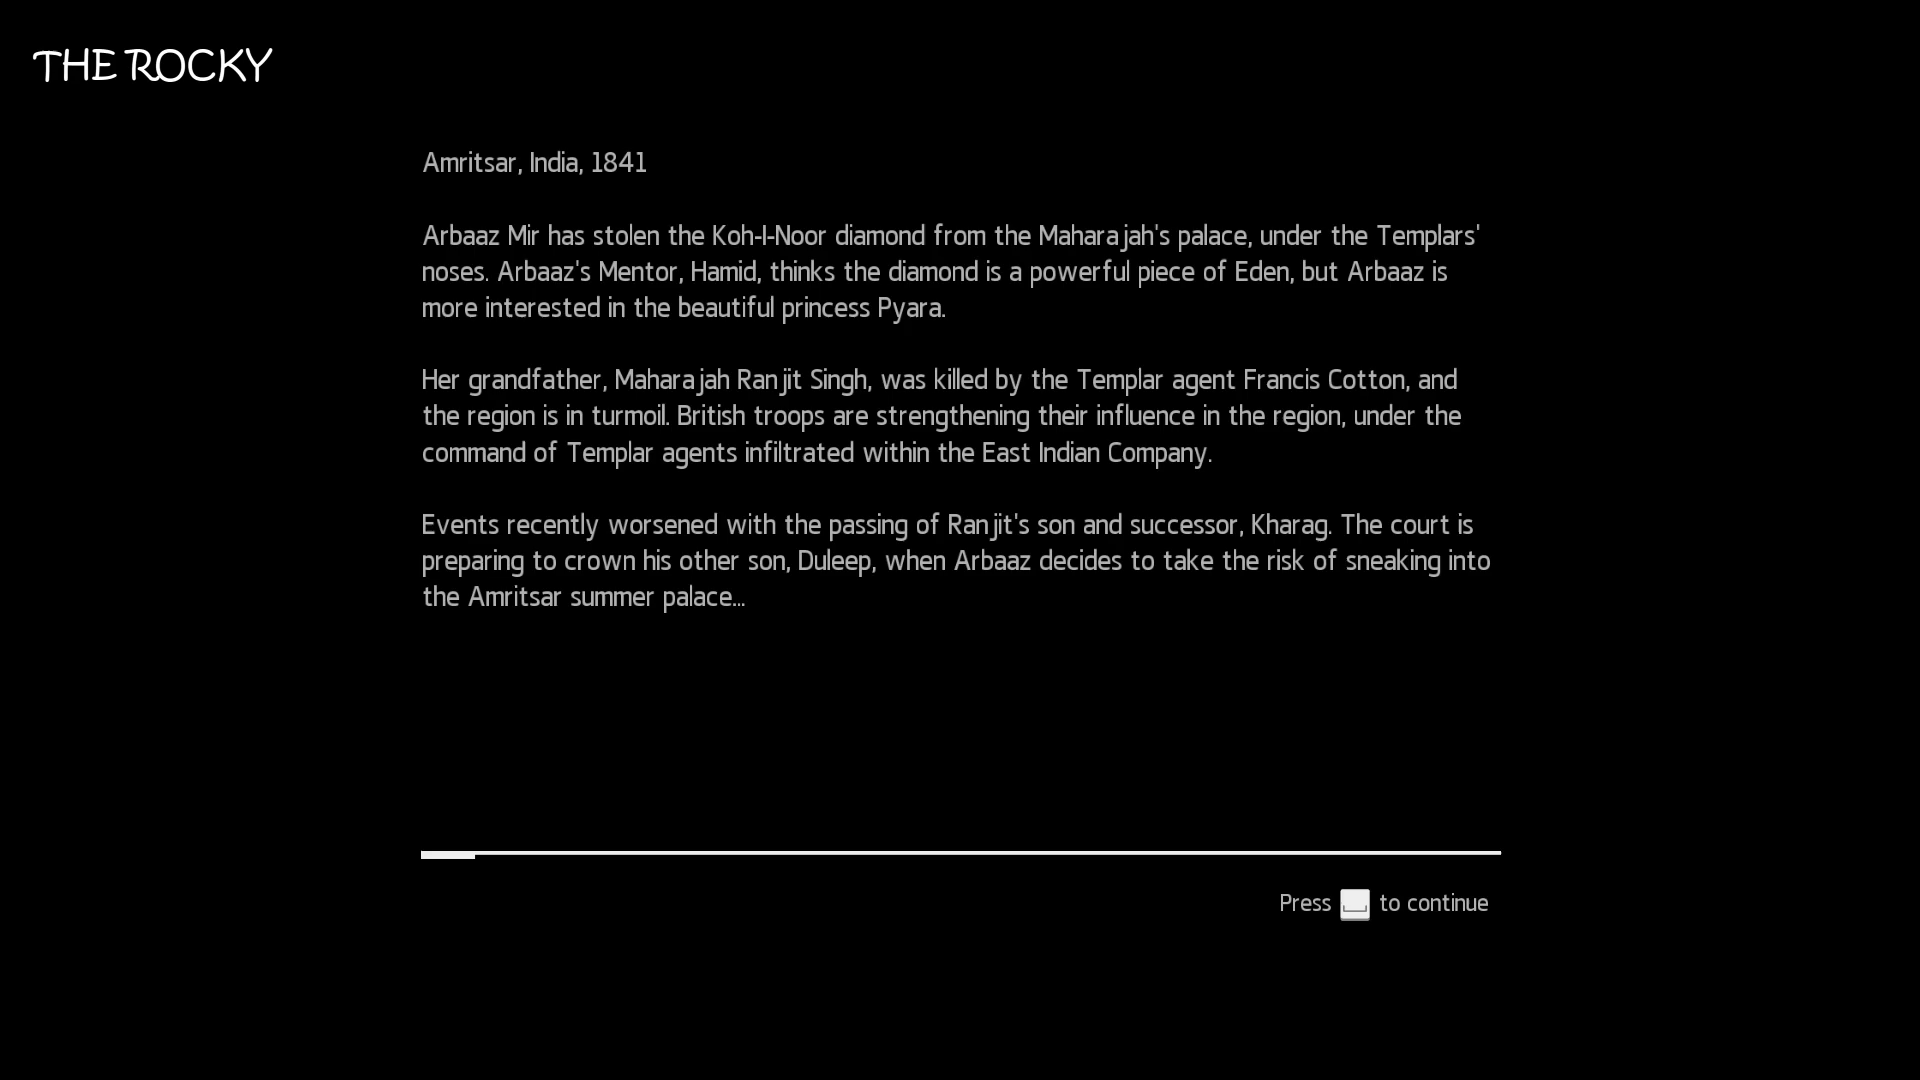 THE ROCKY
Amritsar, India, 1841
Arbaaz Mir has stolen the Koh-I-Noor diamond from the Maharajah's palace, under the Templars'
noses. Arbaaz's Mentor, Hamid, thinks the diamond is a powerful piece of Eden, but Arbaaz is
more interested in the beautiful princess Pyara.
Her grandfather, Maharajah Ranjit Singh, was killed by the Templar agent Francis Cotton, and
the region is in turmoil. British troops are strengthening their influence in the region, under the
command of Templar agents infiltrated within the East Indian Company.
Events recently worsened with the passing of Ranjit's son and successor, Kharag. The court is
preparing to crown his other son, Duleep, when Arbaaz decides to take the risk of sneaking into
the Amritsar summer palace...
Press to continue